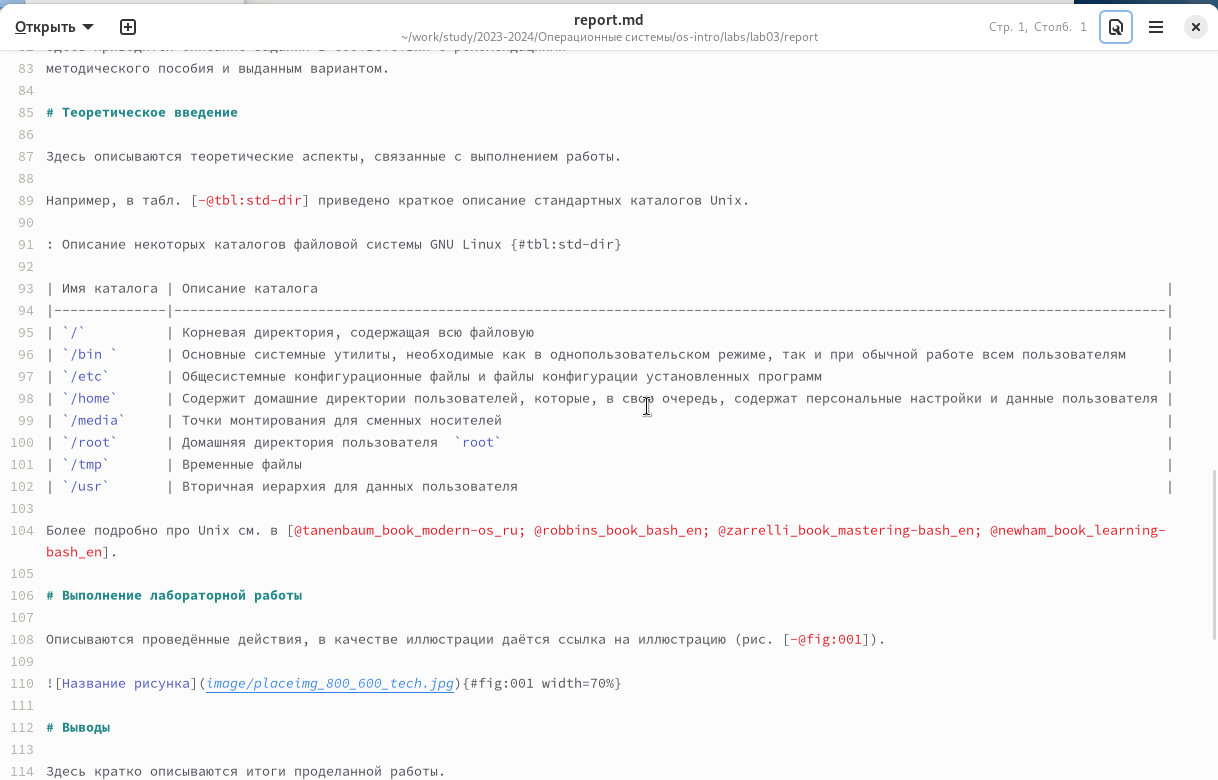 Открыть
report.md
~/work/study/2023-2024/Операционные системы/os-intro/labs/lab03/report
Стр. 1, Столб. 1
83 методического пособия и выданным вариантом.
84
85 # Теоретическое введение
86
87 Здесь описываются теоретические аспекты, связанные с выполнением работы.
88
89 Например, в табл. [-@tbl:std-dir] приведено краткое описание стандартных каталогов Unix.
90
91 : Описание некоторых каталогов файловой системы GNU Linux {#tbl:std-dir}
92
93 | Имя каталога | Описание каталога |
94 |--------------|----------------------------------------------------------------------------------------------------------------------------|
95 | `/` | Корневая директория, содержащая всю файловую |
96 | `/bin ` | Основные системные утилиты, необходимые как в однопользовательском режиме, так и при обычной работе всем пользователям |
97 | `/etc` | Общесистемные конфигурационные файлы и файлы конфигурации установленных программ |
98 | `/home` | Содержит домашние директории пользователей, которые, в свою очередь, содержат персональные настройки и данные пользователя |
99 | `/media` | Точки монтирования для сменных носителей |
100 | `/root` | Домашняя директория пользователя  `root` |
101 | `/tmp` | Временные файлы |
102 | `/usr` | Вторичная иерархия для данных пользователя |
103
104 Более подробно про Unix см. в [@tanenbaum_book_modern-os_ru; @robbins_book_bash_en; @zarrelli_book_mastering-bash_en; @newham_book_learning-
bash_en].
105
106 # Выполнение лабораторной работы
107
108 Описываются проведённые действия, в качестве иллюстрации даётся ссылка на иллюстрацию (рис. [-@fig:001]).
109
110 ![Название рисунка](image/placeimg_800_600_tech.jpg){#fig:001 width=70%}
111
112 # Выводы
113
114 Здесь кратко описываются итоги проделанной работы.